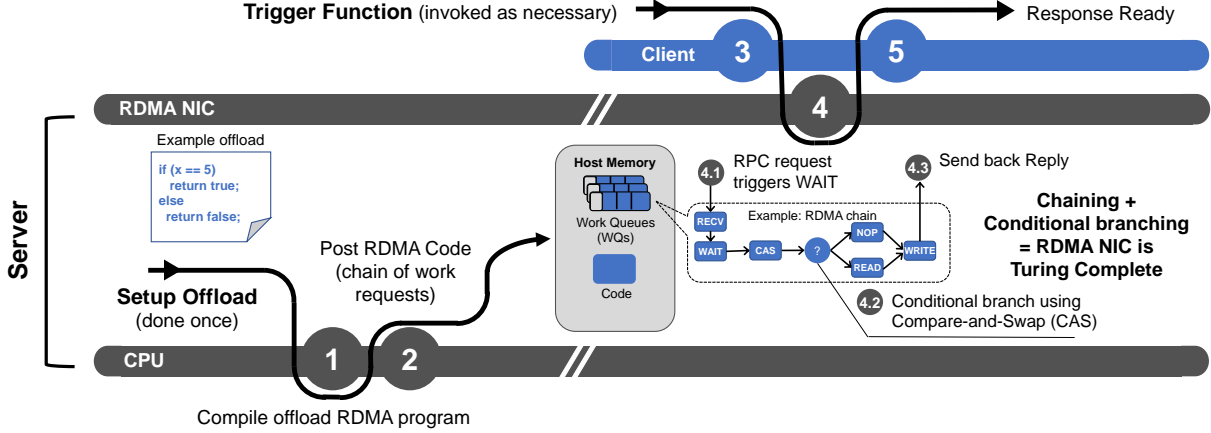 Trigger Function (invoked as necessary)
Response Ready
Client
3
5
RDMA NIC
4
Server
Example offload
if (x == 5)
return true;
else
return false;
Host Memory
Work Queues
(WQs)
Code
4.1
RPC request
triggers WAIT
4.3
Send back Reply
Example: RDMA chain
RECV
WAIT
CAS
?
NOP
READ
WRITE
4.2
Conditional branch using
Compare-and-Swap (CAS)
Chaining +
Conditional branching
= RDMA NIC is
Turing Complete
Post RDMA Code
(chain of work
requests)
Setup Offload
(done once)
CPU
1
2
Compile offload RDMA program